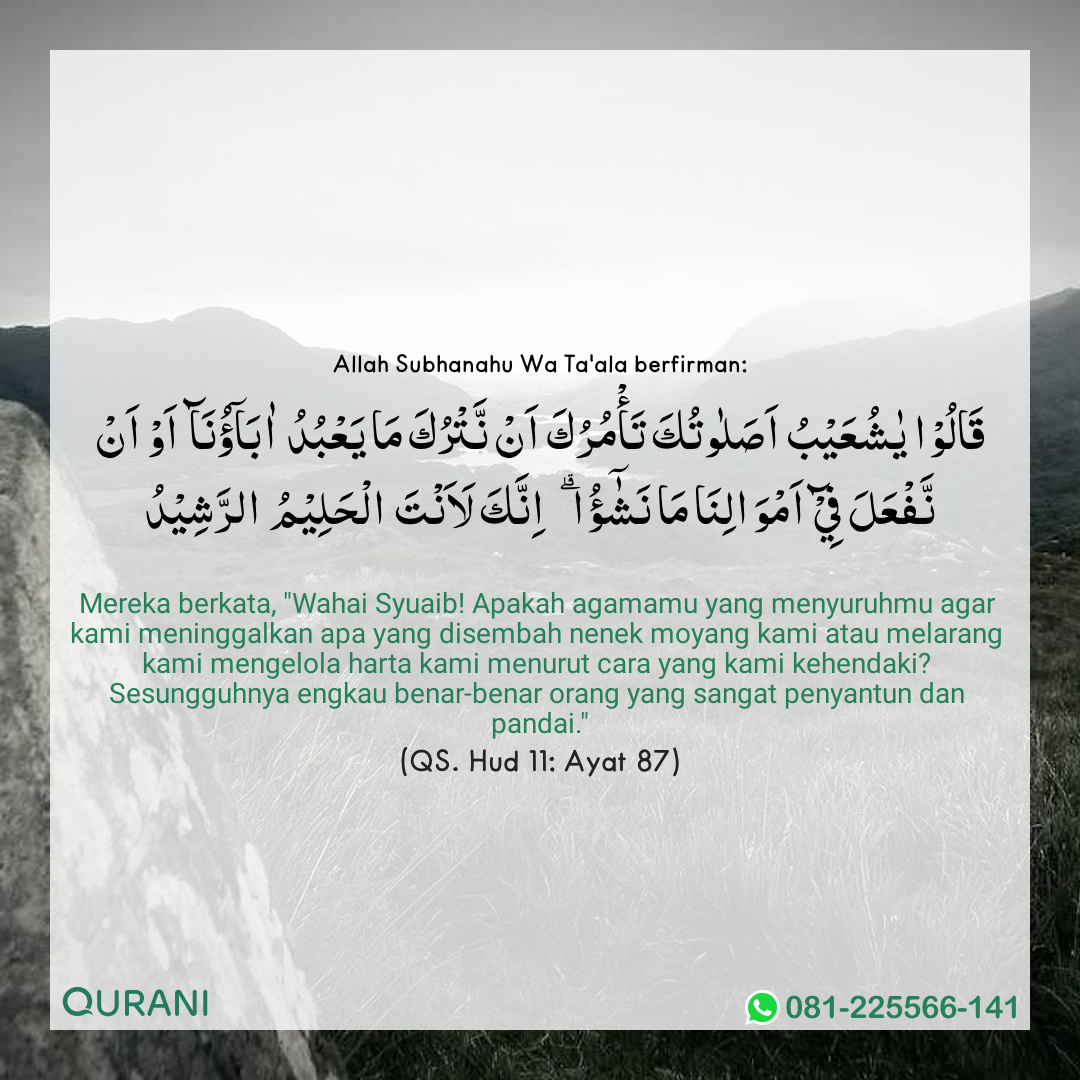 Allah Subhanahu Wa Ta'ala berfirman:
قَالُوْا يٰشُعَيْبُ اَصَلٰوتُكَ تَأْمُرُكَ اَنْ نَّتْرُكَ مَا يَعْبُدُ اٰبَاۤؤُنَآ اَوْ اَنْ
نَّفْعَلَ فِيْٓ اَمْوَالِنَا مَا نَشٰۤؤُا ۗ اِنَّكَ لَاَنْتَ الْحَلِيْمُ الرَّشِيْدُ
Mereka berkata, "Wahai Syuaib! Apakah agamamu yang menyuruhmu agar
kami meninggalkan apa yang disembah nenek moyang kami atau melarang
kami mengelola harta kami menurut cara yang kami kehendaki?
Sesungguhnya engkau benar-benar orang yang sangat penyantun dan
pandai."
(QS. Hud 11: Ayat 87)
QURANI
081-225566-141